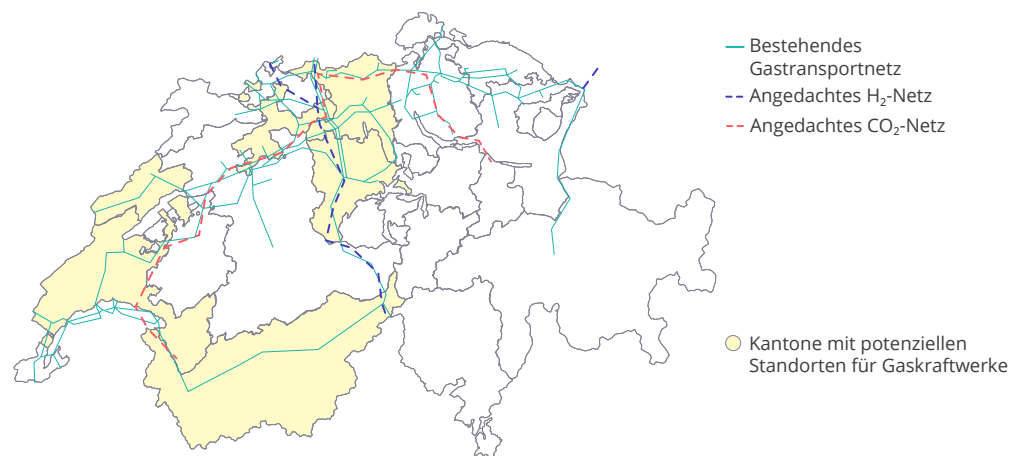 Bestehendes
Gastransportnetz
Angedachtes H₂-Netz
Angedachtes CO₂-Netz
Kantone mit potenziellen
Standorten für Gaskraftwerke